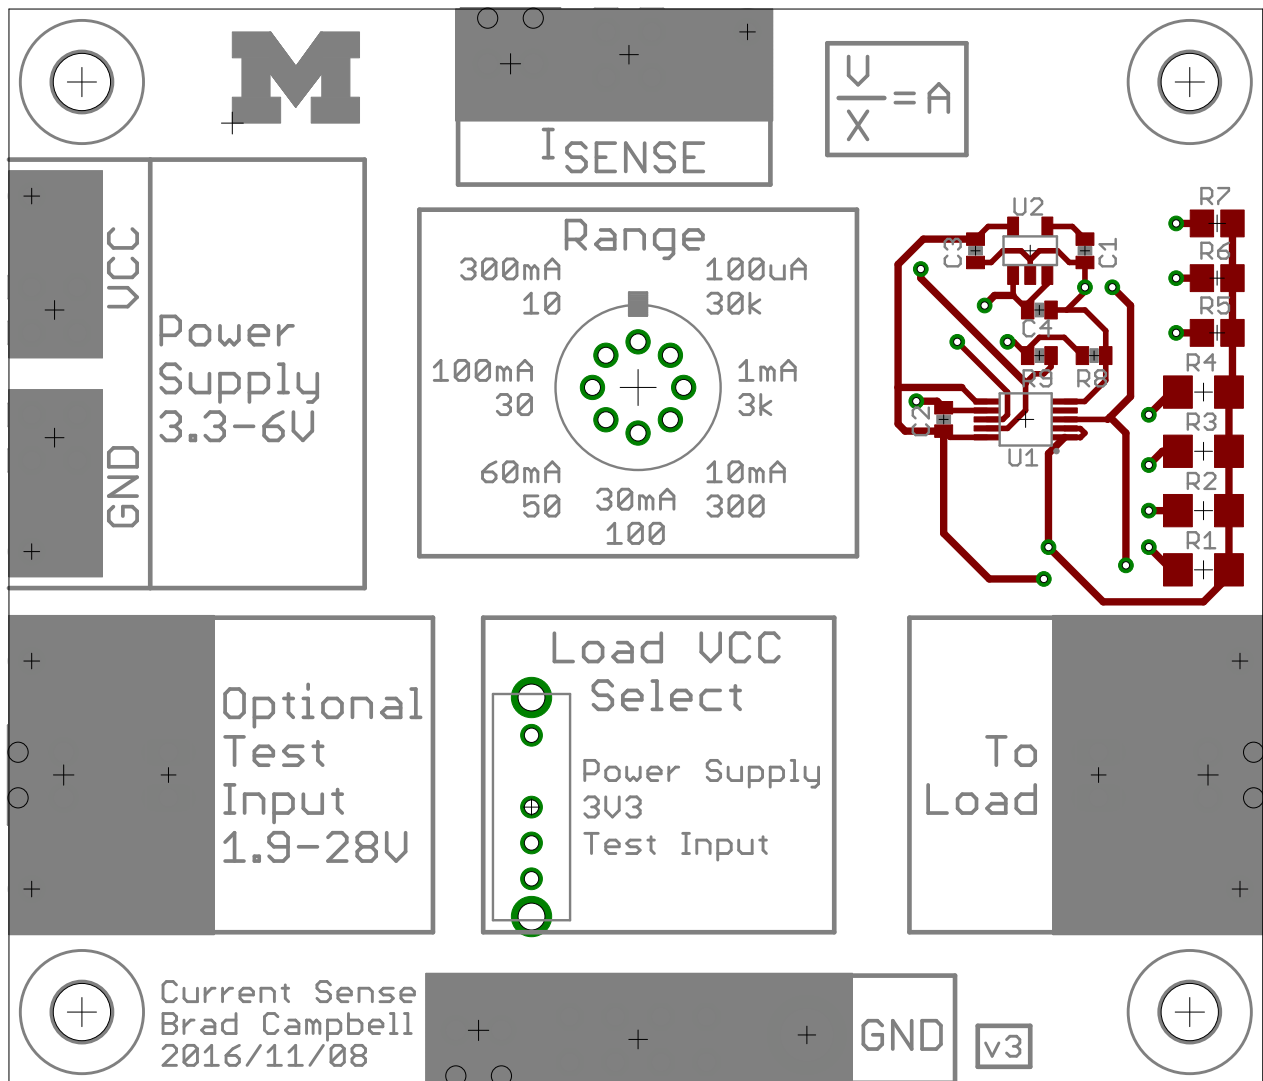 M
V
X
=A
ISENSE
VCC
GND
Power
Supply
3.3-6V
Range
300mA
10
100uA
30k
100mA
30
1mA
3k
60mA
50
30mA
100
10mA
300
U2
C3
C1
C4
R9
R8
C2
U1
R7
R6
R5
R4
R3
R2
R1
Optional
Test
Input
1.9-28V
Load VCC
Select
Power Supply
3V3
Test Input
To
Load
Current Sense
Brad Campbell
2016/11/08
GND
v3